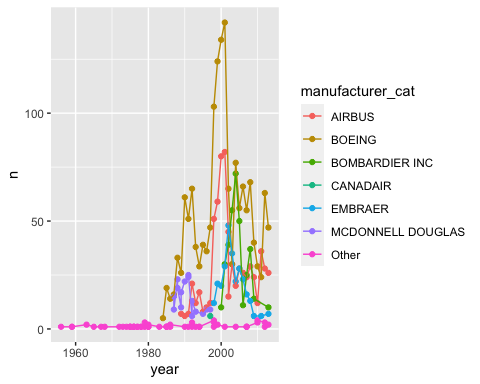 100
50
0
n
1960
1980
2000
year
manufacturer_cat
AIRBUS
BOEING
BOMBARDIER INC
CANADAIR
EMBRAER
MCDONNELL DOUGLAS
Other